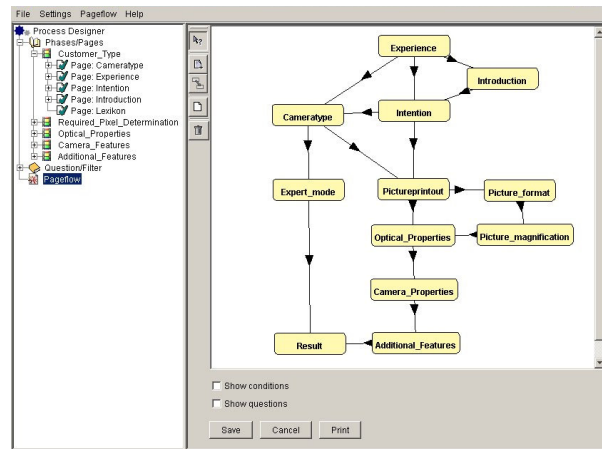 File Settings Pageflow Help
Process Designer
Phases/Pages
Customer_Type
Page: Cameratype
Page: Experience
Page: Intention
Page: Introduction
Page: Lexikon
Required_Pixel_Determination
Optical_Properties
Camera_Features
Additional_Features
Question/Filter
Pageflow
Experience
Introduction
Cameratype
Intention
Expert_mode
Pictureprintout
Picture_format
Optical_Properties
Picture_magnification
Camera_Properties
Result
Additional_Features
Show conditions
Show questions
Save Cancel Print